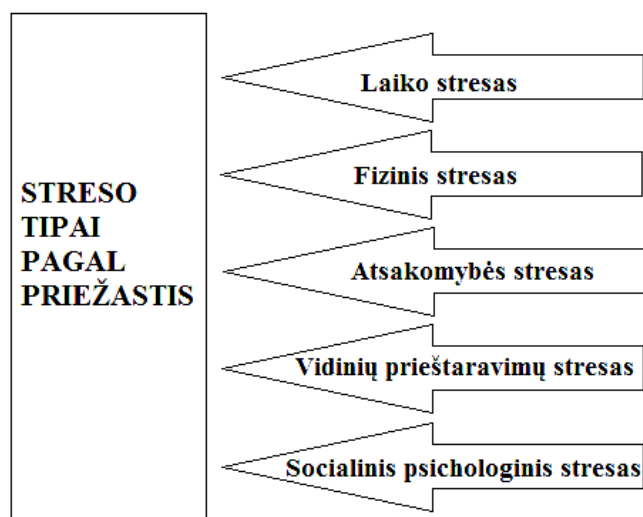 STRESO
TIPAI
PAGAL
PRIEŽASTIS
Laiko stresas
Fizinis stresas
Atsakomybės stresas
Vidinių prieštaravimų stresas
Socialinis psichologinis stresas